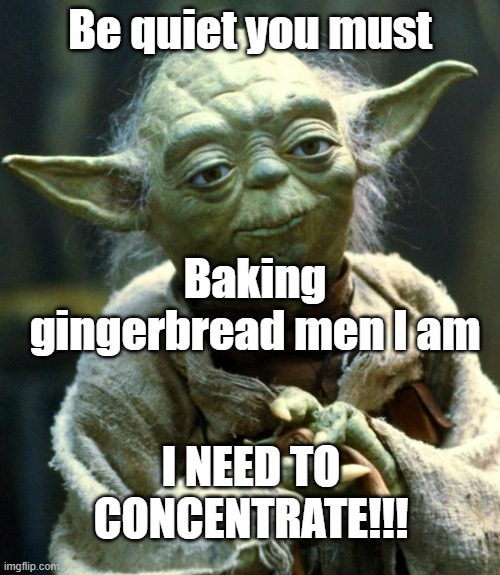 Be quiet you must
Baking
gingerbread men I am
I NEED TO
CONCENTRATE!!!
imgflip.com